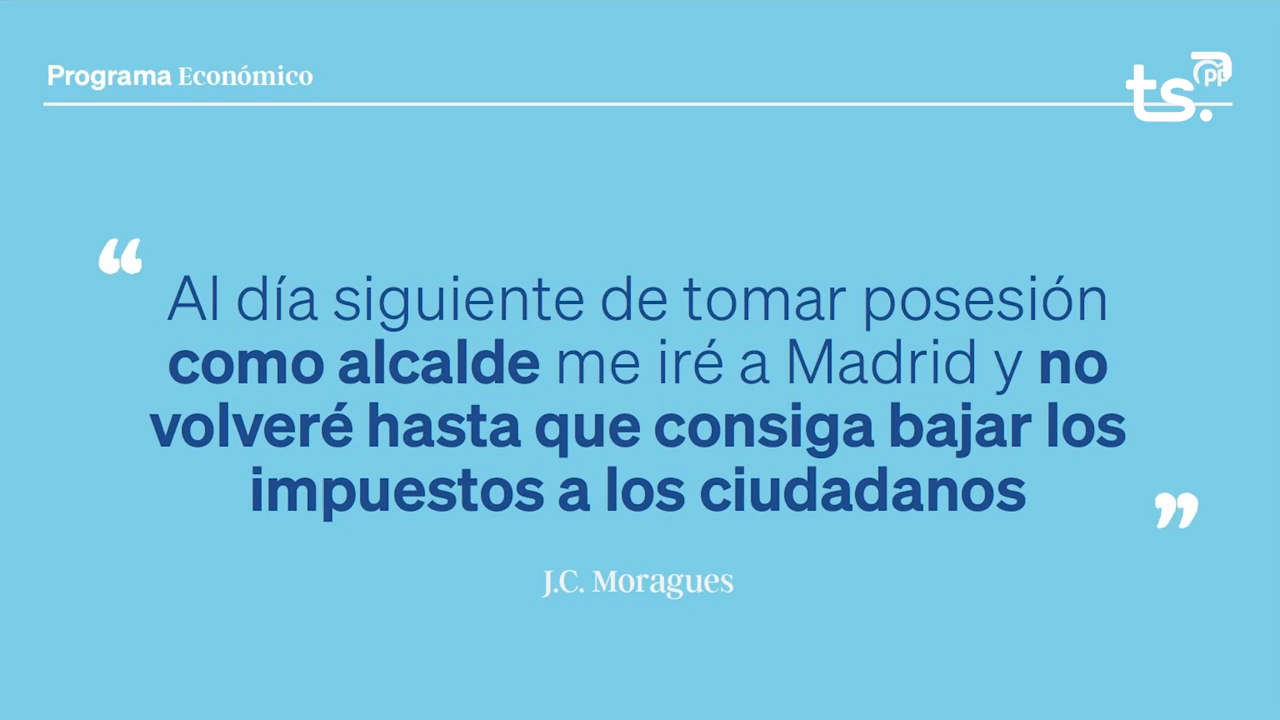 Programa Económico
ts.
pp
“
Al día siguiente de tomar posesión
como alcalde me iré a Madrid y no
volveré hasta que consiga bajar los
impuestos a los ciudadanos
”
J.C. Moragues